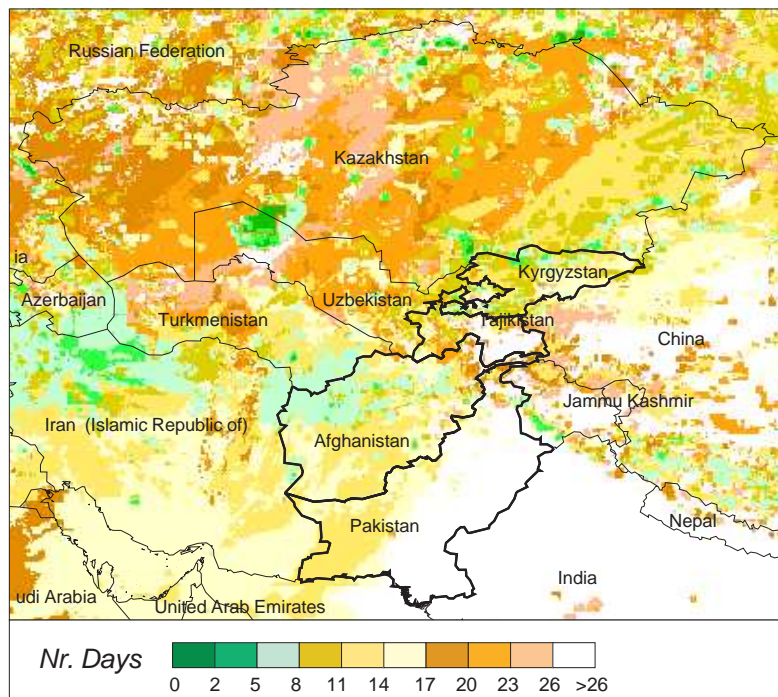 Russian Federation
Kazakhstan
ia
Kyrgyzstan
Azerbaijan
Uzbekistan
Turkmenistan
Tajikistan
China
Jammu Kashmir
Iran (Islamic Republic of)
Afghanistan
Pakistan
Nepal
India
udi Arabia
United Arab Emirates
Nr. Days
0 2 5 8 11 14 17 20 23 26 >26